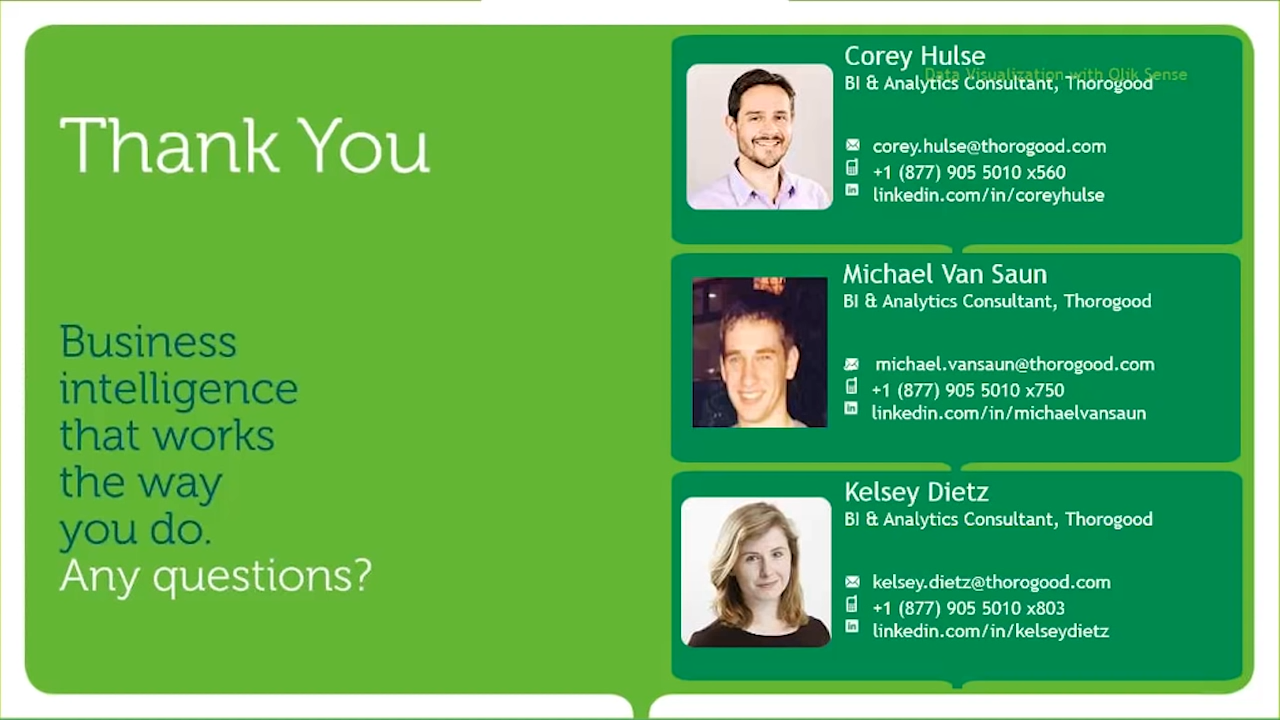 Thank You
Business
intelligence
that works
the way
you do.
Any questions?
Corey Hulse
Data Visualization with Qlik Sense
BI & Analytics Consultant, Thorogood
corey.hulse@thorogood.com
+1 (877) 905 5010 x560
linkedin.com/in/coreyhulse
Michael Van Saun
BI & Analytics Consultant, Thorogood
michael.vansaun@thorogood.com
+1 (877) 905 5010 x750
linkedin.com/in/michaelvansaun
Kelsey Dietz
BI & Analytics Consultant, Thorogood
kelsey.dietz@thorogood.com
+1 (877) 905 5010 x803
linkedin.com/in/kelseydietz